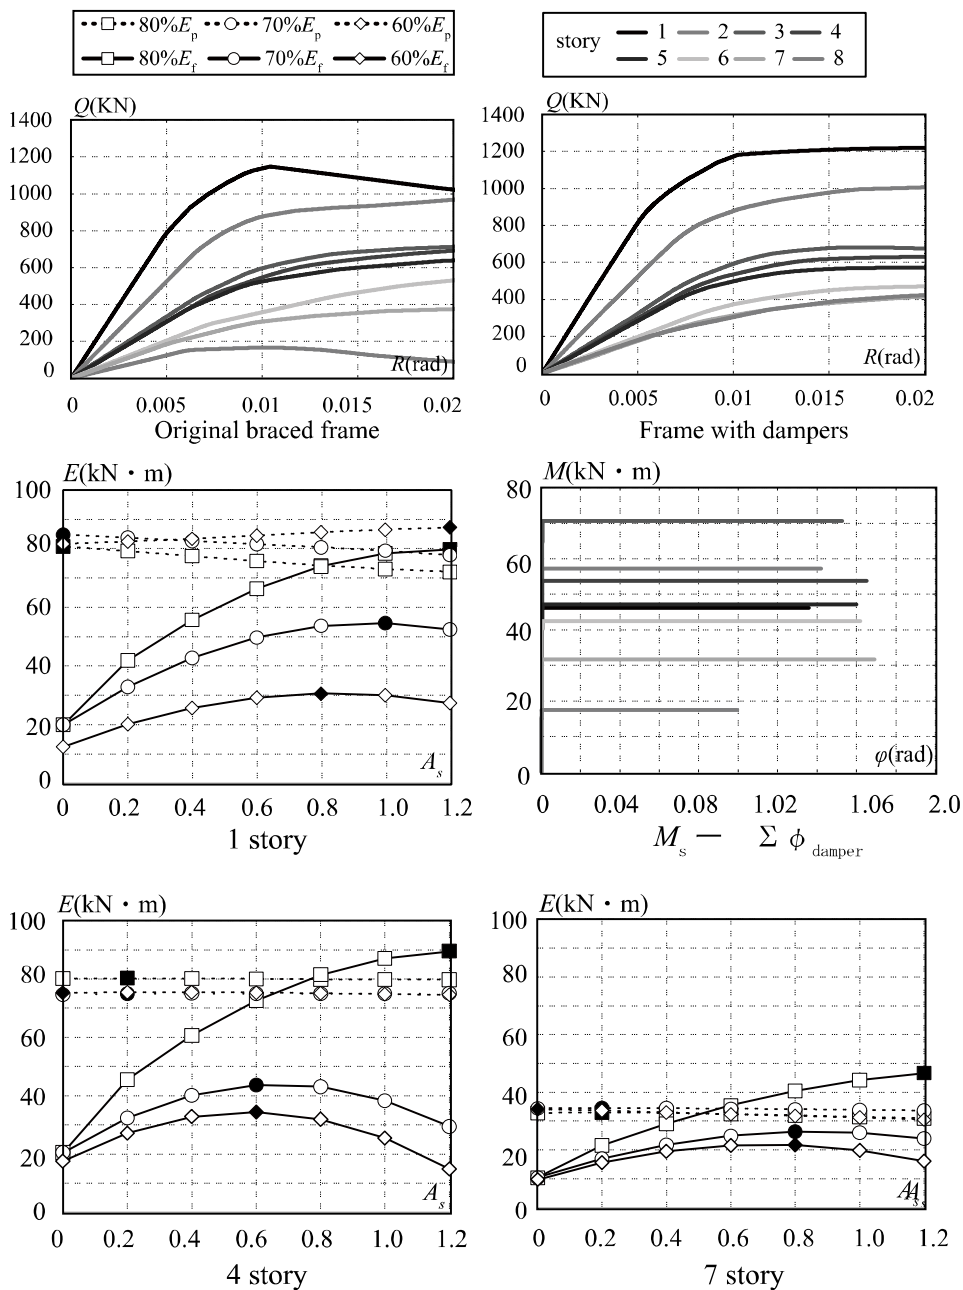 80%Ep 70%Ep 60%Ep
80%Ef 70%Ef 60%Ef
story 1 2 3 4
5 6 7 8
Q(KN)
1400
1200
1000
800
600
400
200
0
R(rad)
0 0.005 0.01 0.015 0.02
Original braced frame
Q(KN)
1400
1200
1000
800
600
400
200
0
R(rad)
0 0.005 0.01 0.015 0.02
Frame with dampers
E(kN·m)
100
80
60
40
20
0
As
0 0.2 0.4 0.6 0.8 1.0 1.2
1 story
M(kN·m)
80
60
40
20
0
φ(rad)
0 0.04 0.08 1.02 1.06 2.0
Ms — Σ ϕ damper
E(kN·m)
100
80
60
40
20
0
As
0 0.2 0.4 0.6 0.8 1.0 1.2
4 story
E(kN·m)
100
80
60
40
20
0
As
0 0.2 0.4 0.6 0.8 1.0 1.2
7 story